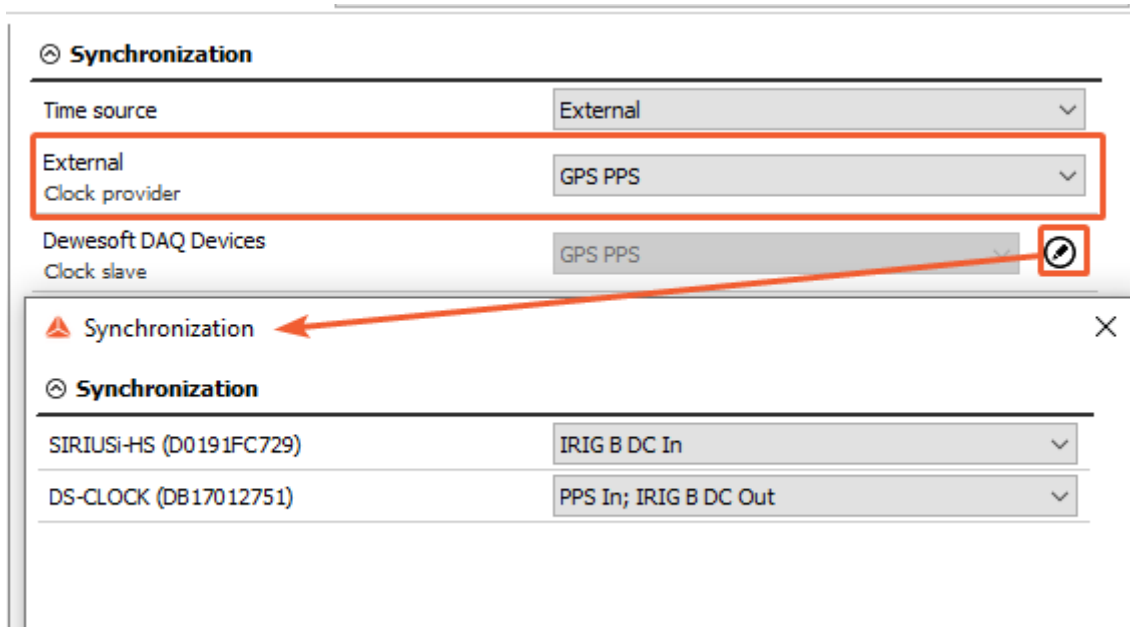 Synchronization
Time source
External
External
Clock provider
GPS PPS
Dewesoft DAQ Devices
Clock slave
GPS PPS
Synchronization
Synchronization
SIRIUSi-HS (D0191FC729)
IRIG B DC In
DS-CLOCK (DB17012751)
PPS In; IRIG B DC Out